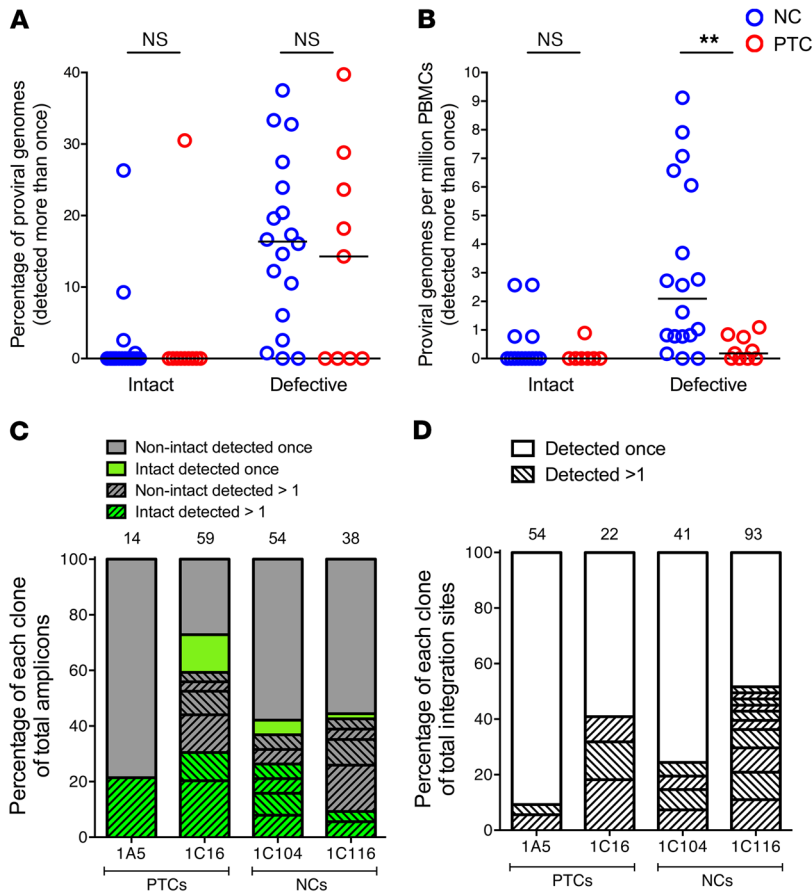 A
NS
NS
Percentage of proviral genomes
(detected more than once)
40
30
20
10
0
Intact
Defective
B
NC
PTC
NS
**
Proviral genomes per million PBMCs
(detected more than once)
10
9
8
7
6
5
4
3
2
1
0
Intact
Defective
C
Non-intact detected once
Intact detected once
Non-intact detected > 1
Intact detected > 1
14
59
54
38
Percentage of each clone
of total amplicons
100
80
60
40
20
0
1A5
1C16
1C104
1C116
PTCs
NCs
D
Detected once
Detected >1
54
22
41
93
Percentage of each clone
of total integration sites
100
80
60
40
20
0
1A5
1C16
1C104
1C116
PTCs
NCs